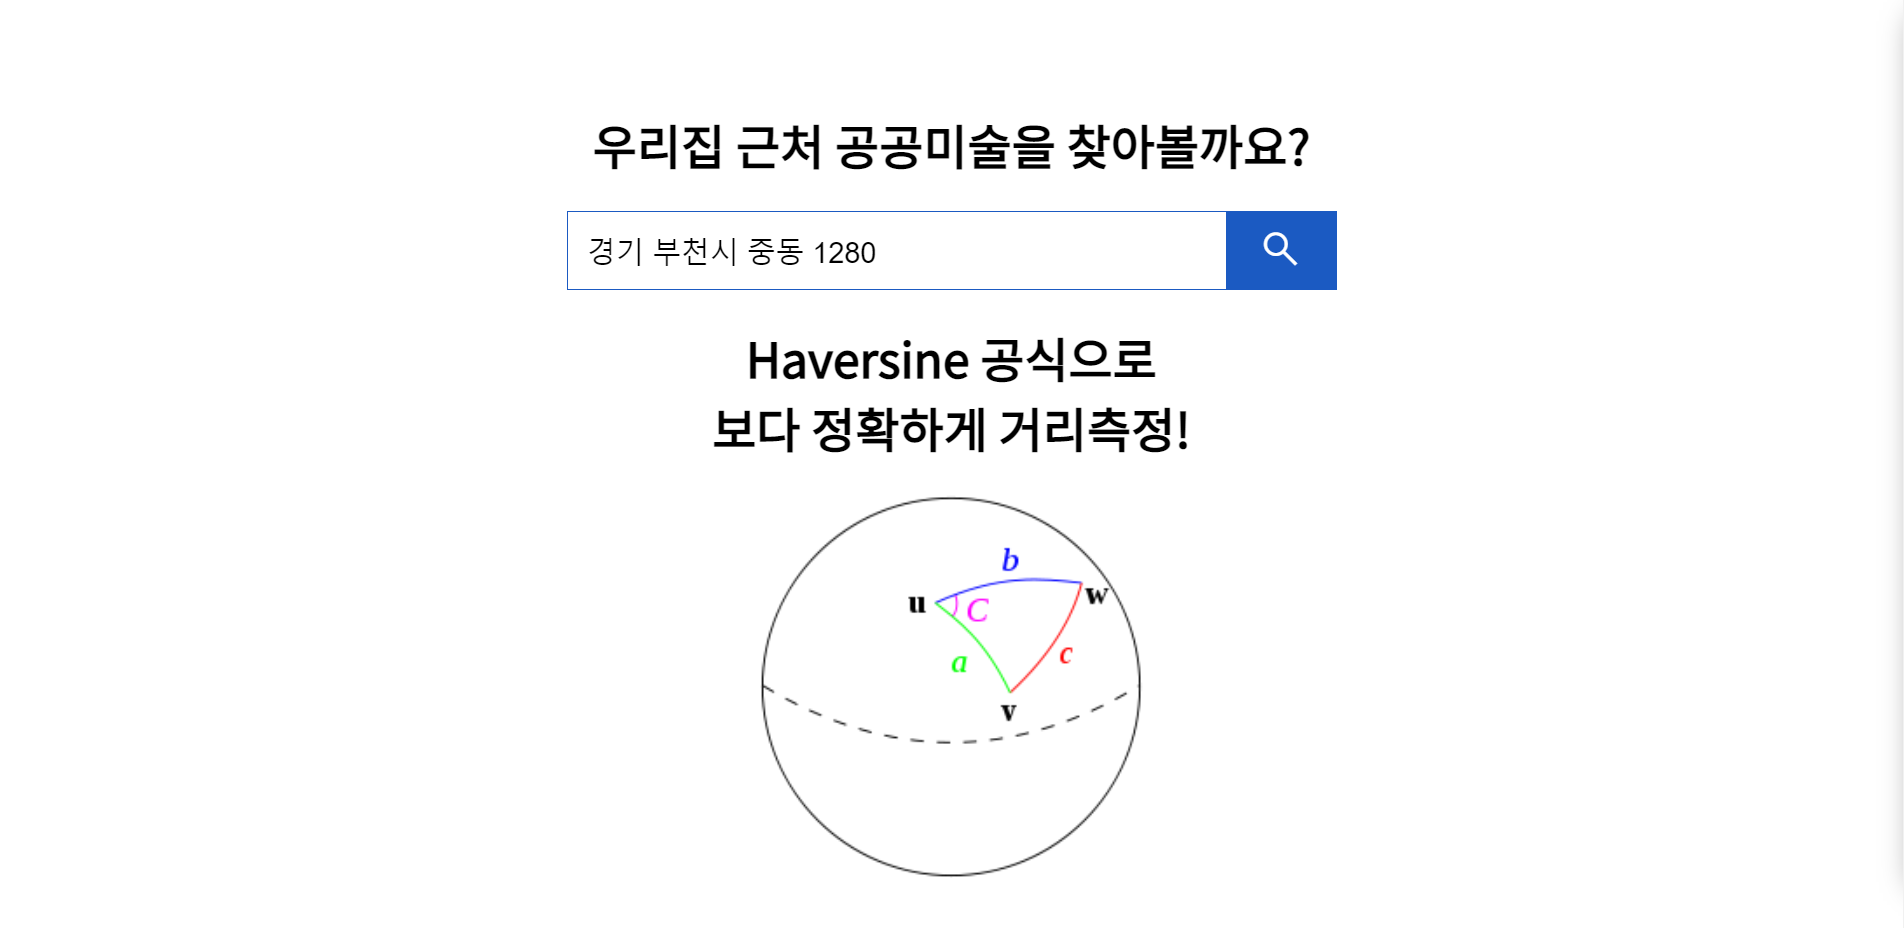 우리집 근처 공공미술을 찾아볼까요?
경기 부천시 중동 1280
Haversine 공식으로
보다 정확하게 거리측정!
b
u
C
w
a
c
v